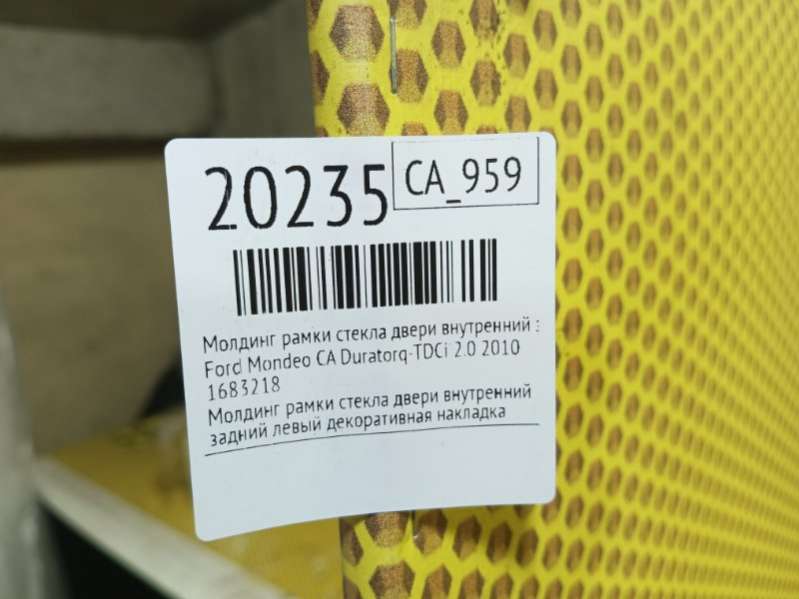 20235
CA_959
Молдинг рамки стекла двери внутренний
Ford Mondeo CA Duratorq-TDCi 2.0 2010
1683218
Молдинг рамки стекла двери внутренний
задний левый декоративная накладка